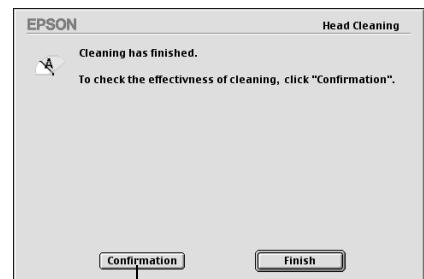 EPSON Head Cleaning
A
Cleaning has finished.
To check the effectivness of cleaning, click "Confirmation".
Confirmation Finish